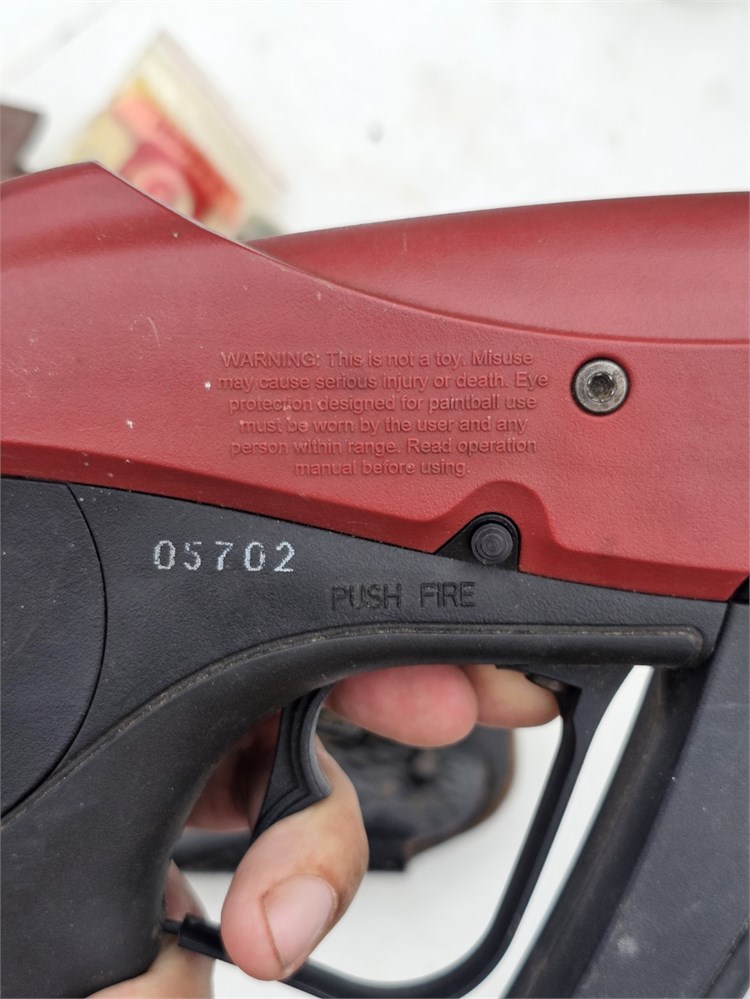 WARNING: This is not a toy. Misuse
may cause serious injury or death. Eye
protection designed for paintball use
must be worn by the user and any
person within range. Read operation
manual before using.
05702
PUSH FIRE